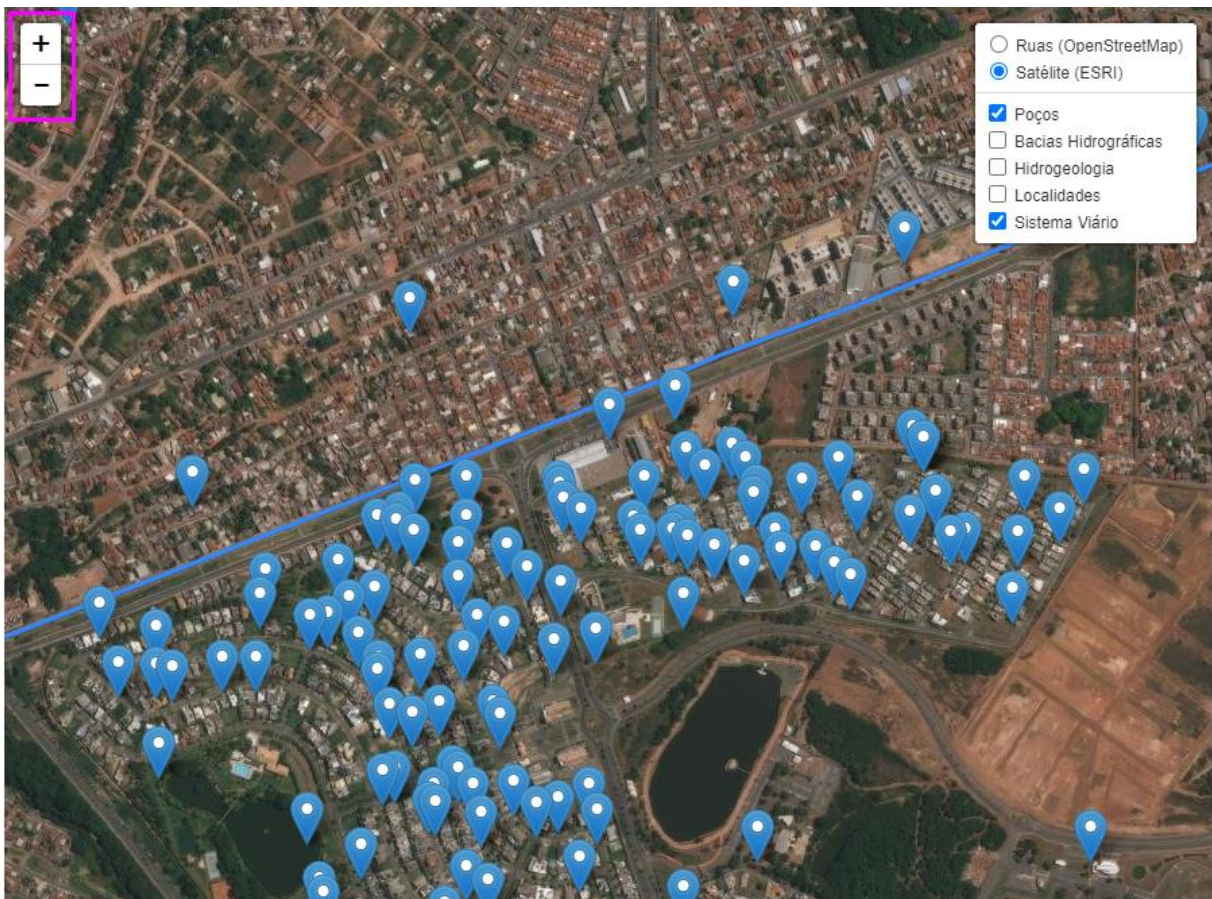 +
−
Ruas (OpenStreetMap)
Satélite (ESRI)
Poços
Bacias Hidrográficas
Hidrogeologia
Localidades
Sistema Viário